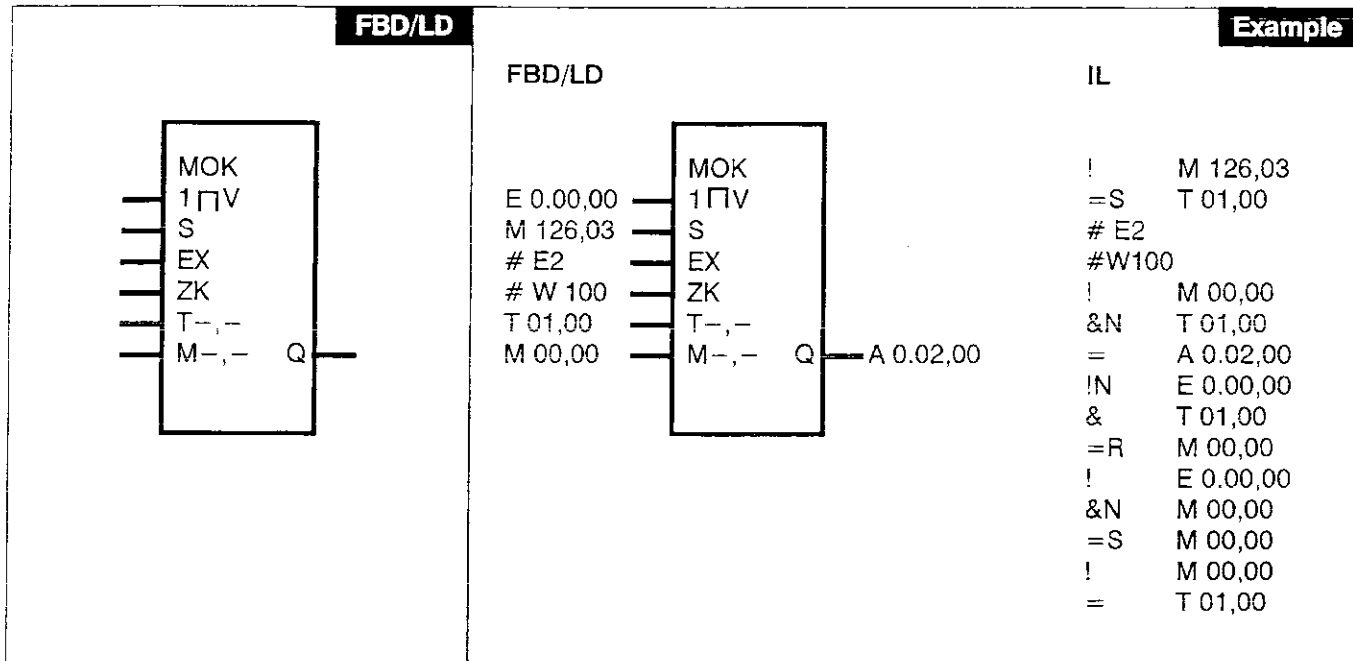 FBD/LD
MOK
1⊓V
S
EX
ZK
T–,–
M–,– Q
Example
FBD/LD
IL
MOK
E 0.00,00 1⊓V
M 126,03 S
# E2 EX
# W 100 ZK
T 01,00 T–,–
M 00,00 M–,– Q A 0.02,00
! M 126,03
=S T 01,00
# E2
#W100
! M 00,00
&N T 01,00
= A 0.02,00
!N E 0.00,00
& T 01,00
=R M 00,00
! E 0.00,00
&N M 00,00
=S M 00,00
! M 00,00
= T 01,00